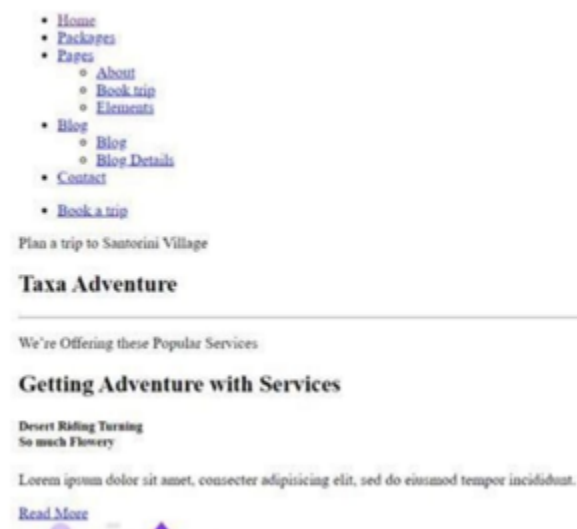 Home
Packages
Pages
About
Book trip
Elements
Blog
Blog
Blog Details
Contact
Book a trip
Plan a trip to Santorini Village
Taxa Adventure
We're Offering these Popular Services
Getting Adventure with Services
Desert Riding Turning
So much Flowery
Lorem ipsum dolor sit amet, consecter adipisicing elit, sed do eiusmod tempor incididunt.
Read More